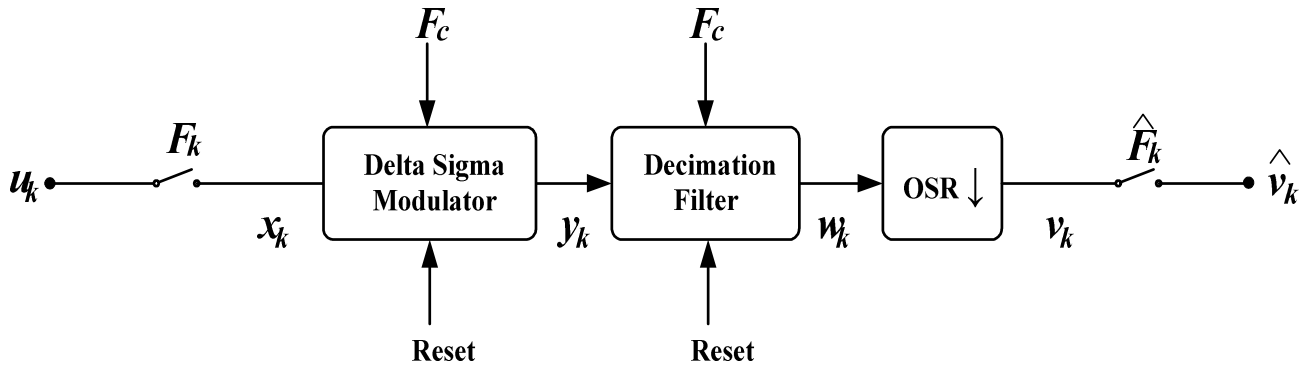 F_c
F_c
F_k
Delta Sigma
Modulator
Decimation
Filter
OSR ↓
F̂_k
u_k
x_k
y_k
w_k
v_k
v̂_k
Reset
Reset